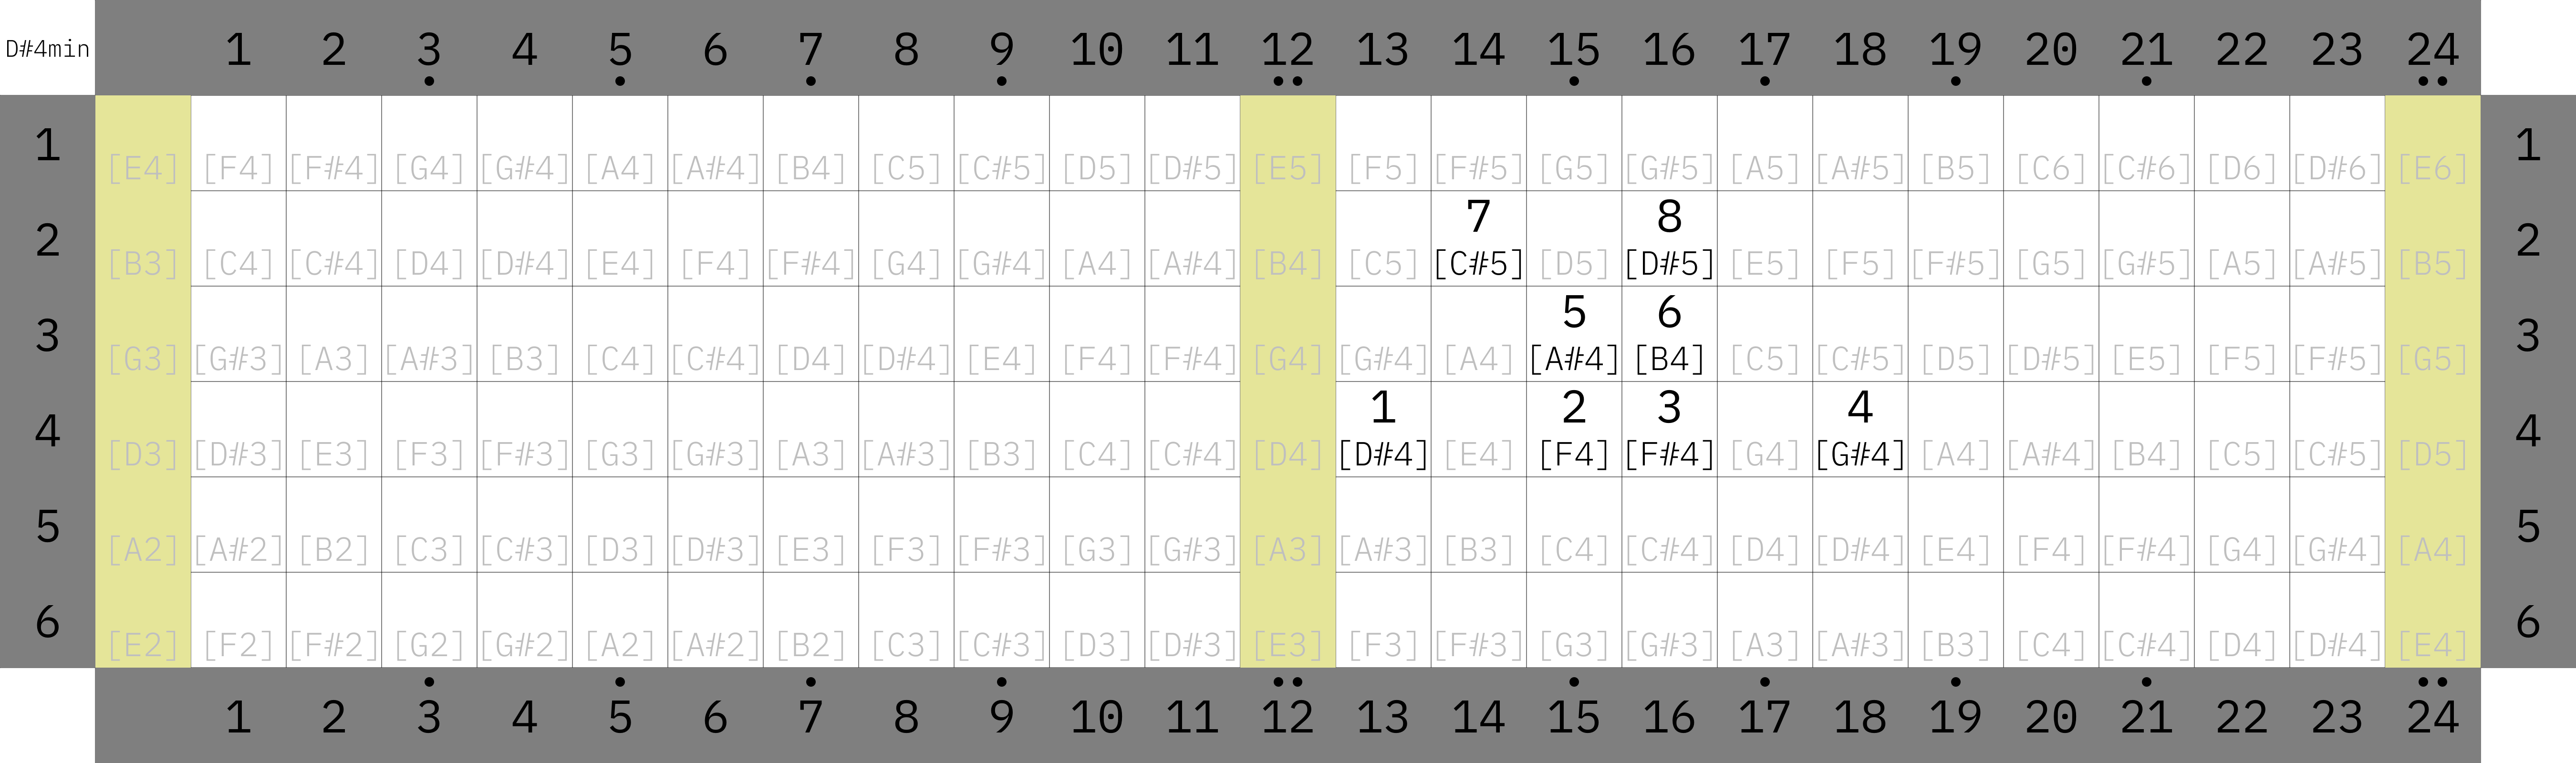 D#4min 1 2 3 4 5 6 7 8 9 10 11 12 13 14 15 16 17 18 19 20 21 22 23 24
1 [E4] [F4] [F#4] [G4] [G#4] [A4] [A#4] [B4] [C5] [C#5] [D5] [D#5] [E5] [F5] [F#5] [G5] [G#5] [A5] [A#5] [B5] [C6] [C#6] [D6] [D#6] [E6] 1
7 8
2 [B3] [C4] [C#4] [D4] [D#4] [E4] [F4] [F#4] [G4] [G#4] [A4] [A#4] [B4] [C5] [C#5] [D5] [D#5] [E5] [F5] [F#5] [G5] [G#5] [A5] [A#5] [B5] 2
5 6
3 [G3] [G#3] [A3] [A#3] [B3] [C4] [C#4] [D4] [D#4] [E4] [F4] [F#4] [G4] [G#4] [A4] [A#4] [B4] [C5] [C#5] [D5] [D#5] [E5] [F5] [F#5] [G5] 3
1 2 3 4
4 [D3] [D#3] [E3] [F3] [F#3] [G3] [G#3] [A3] [A#3] [B3] [C4] [C#4] [D4] [D#4] [E4] [F4] [F#4] [G4] [G#4] [A4] [A#4] [B4] [C5] [C#5] [D5] 4
5 [A2] [A#2] [B2] [C3] [C#3] [D3] [D#3] [E3] [F3] [F#3] [G3] [G#3] [A3] [A#3] [B3] [C4] [C#4] [D4] [D#4] [E4] [F4] [F#4] [G4] [G#4] [A4] 5
6 [E2] [F2] [F#2] [G2] [G#2] [A2] [A#2] [B2] [C3] [C#3] [D3] [D#3] [E3] [F3] [F#3] [G3] [G#3] [A3] [A#3] [B3] [C4] [C#4] [D4] [D#4] [E4] 6
1 2 3 4 5 6 7 8 9 10 11 12 13 14 15 16 17 18 19 20 21 22 23 24